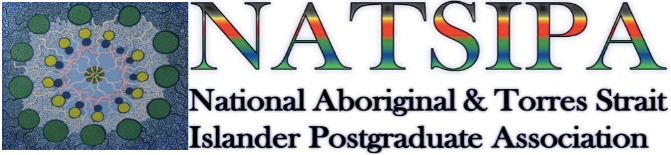 NATSIPA
National Aboriginal & Torres Strait
Islander Postgraduate Association